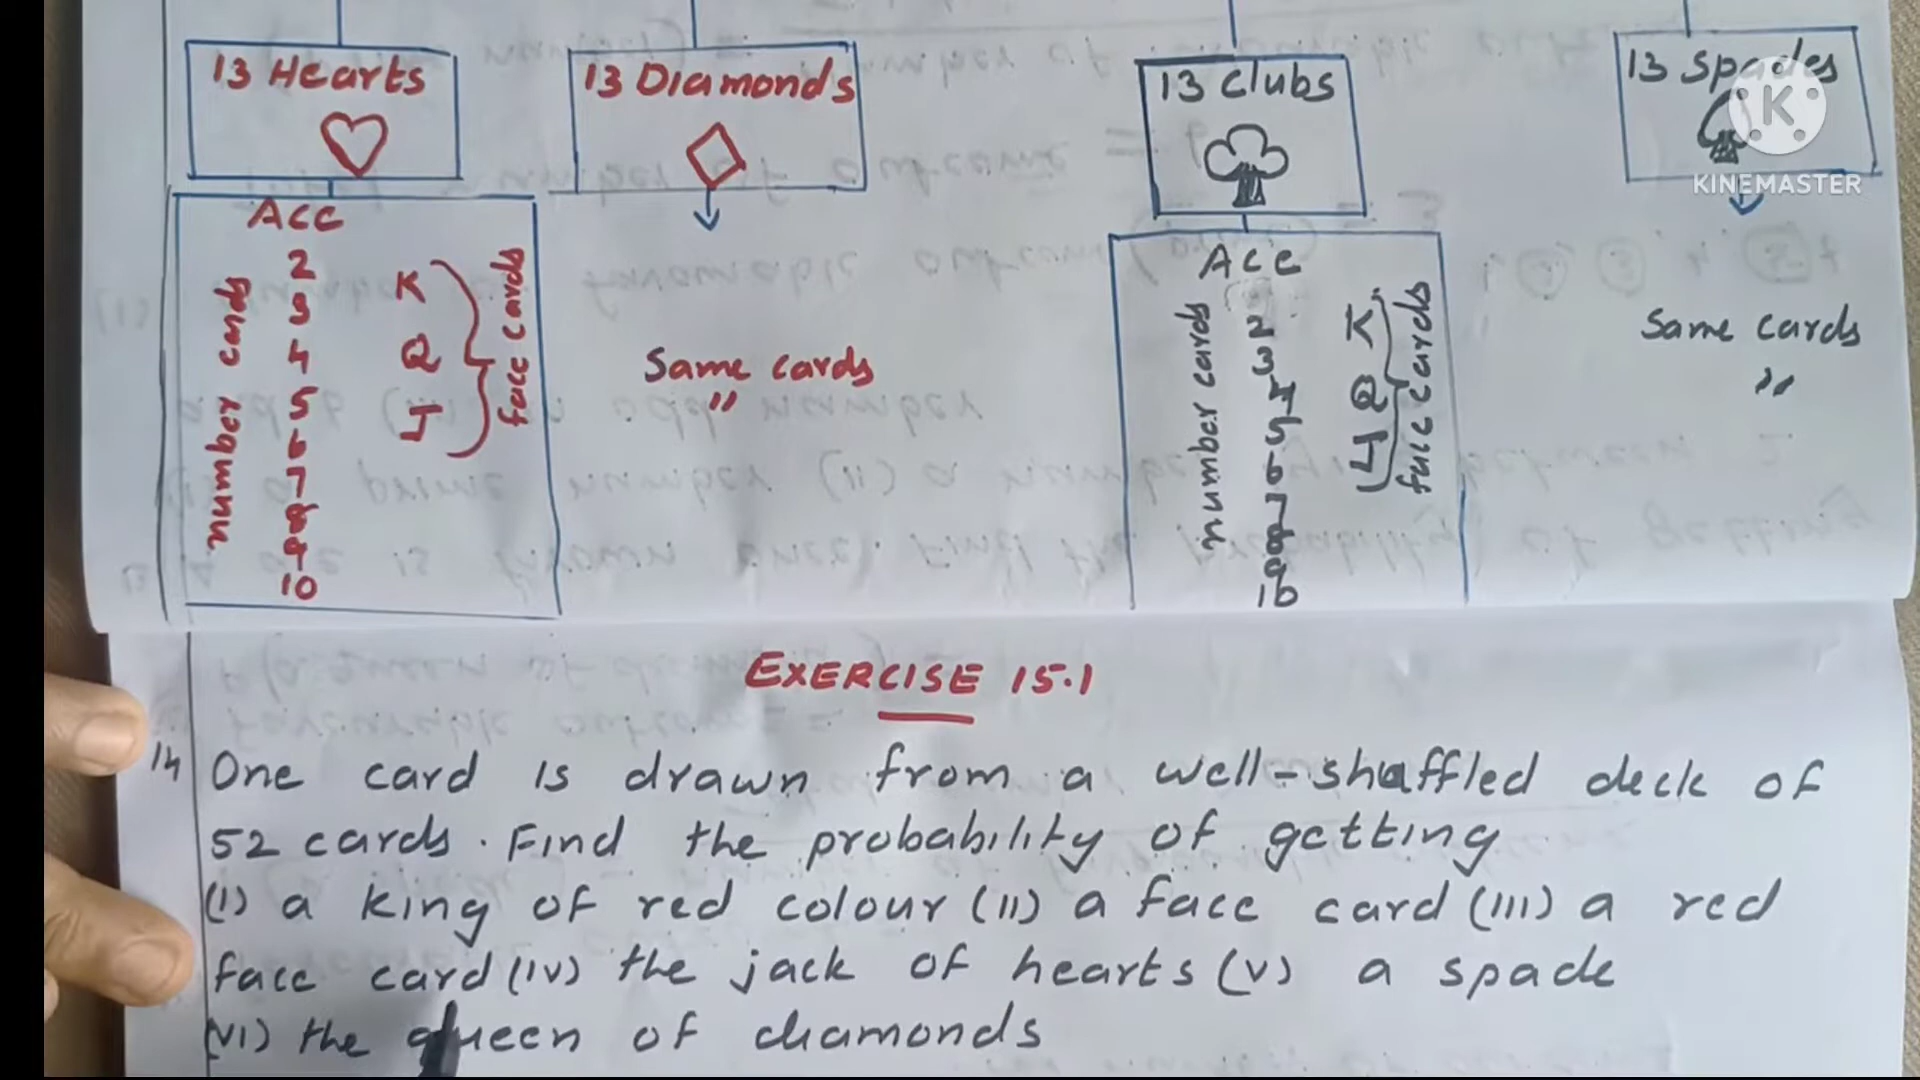 13 Hearts
13 Diamonds
13 Clubs
13 Spades
KINEMASTER
Ace
2
3
4
5
6
7
8
9
10
number cards
K
Q
J
face cards
Same cards
"
Ace
2
3
4
5
6
7
8
9
10
number cards
K
Q
J
face cards
Same cards
"
EXERCISE 15.1
14 One card is drawn from a well-shuffled deck of
52 cards. Find the probability of getting
(i) a king of red colour (ii) a face card (iii) a red
face card (iv) the jack of hearts (v) a spade
(vi) the queen of diamonds